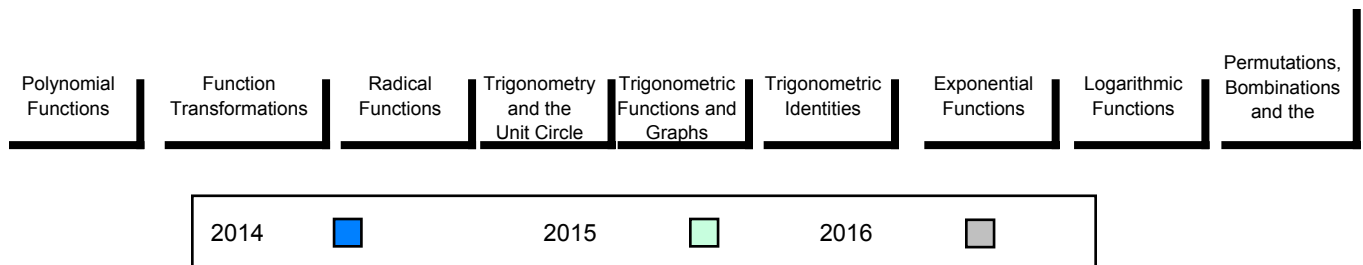 Polynomial
Functions
Function
Transformations
Radical
Functions
Trigonometry
and the
Unit Circle
Trigonometric
Functions and
Graphs
Trigonometric
Identities
Exponential
Functions
Logarithmic
Functions
Permutations,
Bombinations
and the
2014 2015 2016